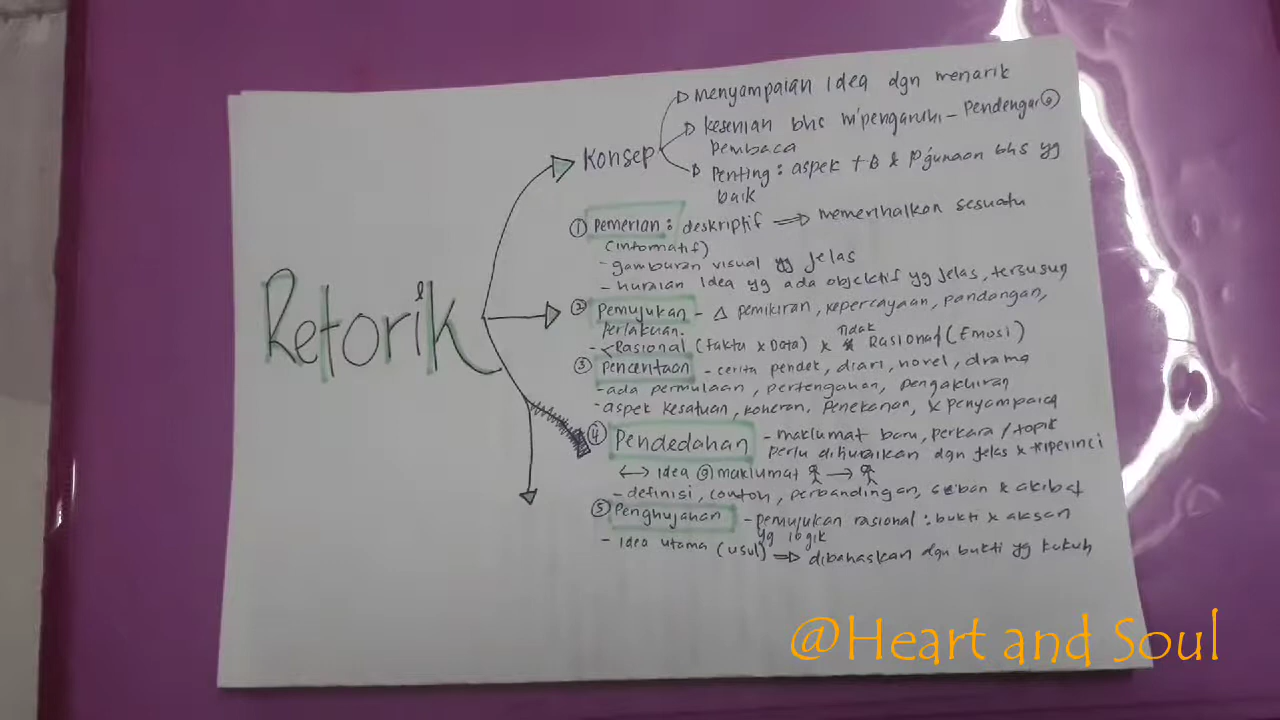 Retorik
Konsep
menyampaian idea dgn menarik
kesenian bhs m'pengaruhi - Pendengar @
pembaca
Penting : aspek TB & p'gunaan bhs yg
baik
① Pemerian : deskriptif ⇒ memerihalkan sesuatu
(informatif)
- gambaran visual yg jelas
- huraian idea yg ada objektif yg jelas, tersusun
② Pemujukan - Δ pemikiran, kepercayaan, pandangan,
perlakuan.
tidak
- < Rasional (fakta x Data) x Rasional (Emosi)
③ Penceritaan - cerita pendek, diari, novel, drama
- ada permulaan, pertengahan, pengakhiran
- aspek kesatuan, koheran, penekanan, x penyampaian
④ Pendedahan - maklumat baru, perkara / topik
perlu dihuraikan dgn jelas x terperinci
↔ idea @ maklumat →
- definisi, contoh, perbandingan, sebab x akibat
⑤ Penghujahan - pemujukan rasional : bukti x alasan
yg logik
- Idea utama (usul) ⇒ dibahaskan dgn bukti yg kukuh
@Heart and Soul